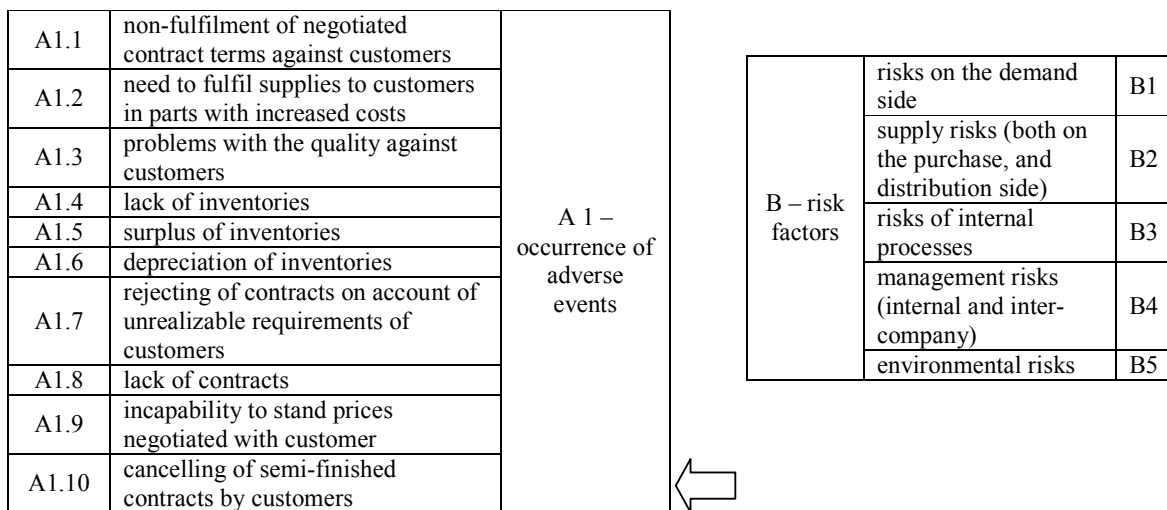 A1.1
non-fulfilment of negotiated
contract terms against customers
A1.2
need to fulfil supplies to customers
in parts with increased costs
A1.3
problems with the quality against
customers
A1.4
lack of inventories
A1.5
surplus of inventories
A1.6
depreciation of inventories
A1.7
rejecting of contracts on account of
unrealizable requirements of
customers
A1.8
lack of contracts
A1.9
incapability to stand prices
negotiated with customer
A1.10
cancelling of semi-finished
contracts by customers
A 1 –
occurrence of
adverse
events
B – risk
factors
risks on the demand
side
B1
supply risks (both on
the purchase, and
distribution side)
B2
risks of internal
processes
B3
management risks
(internal and inter-
company)
B4
environmental risks
B5